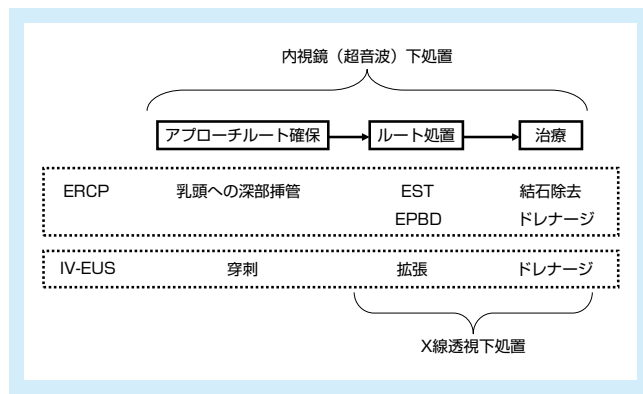 内視鏡（超音波）下処置
アプローチルート確保 ルート処置 治療
ERCP 乳頭への深部挿管 EST 結石除去
EPBD ドレナージ
IV-EUS 穿刺 拡張 ドレナージ
X線透視下処置